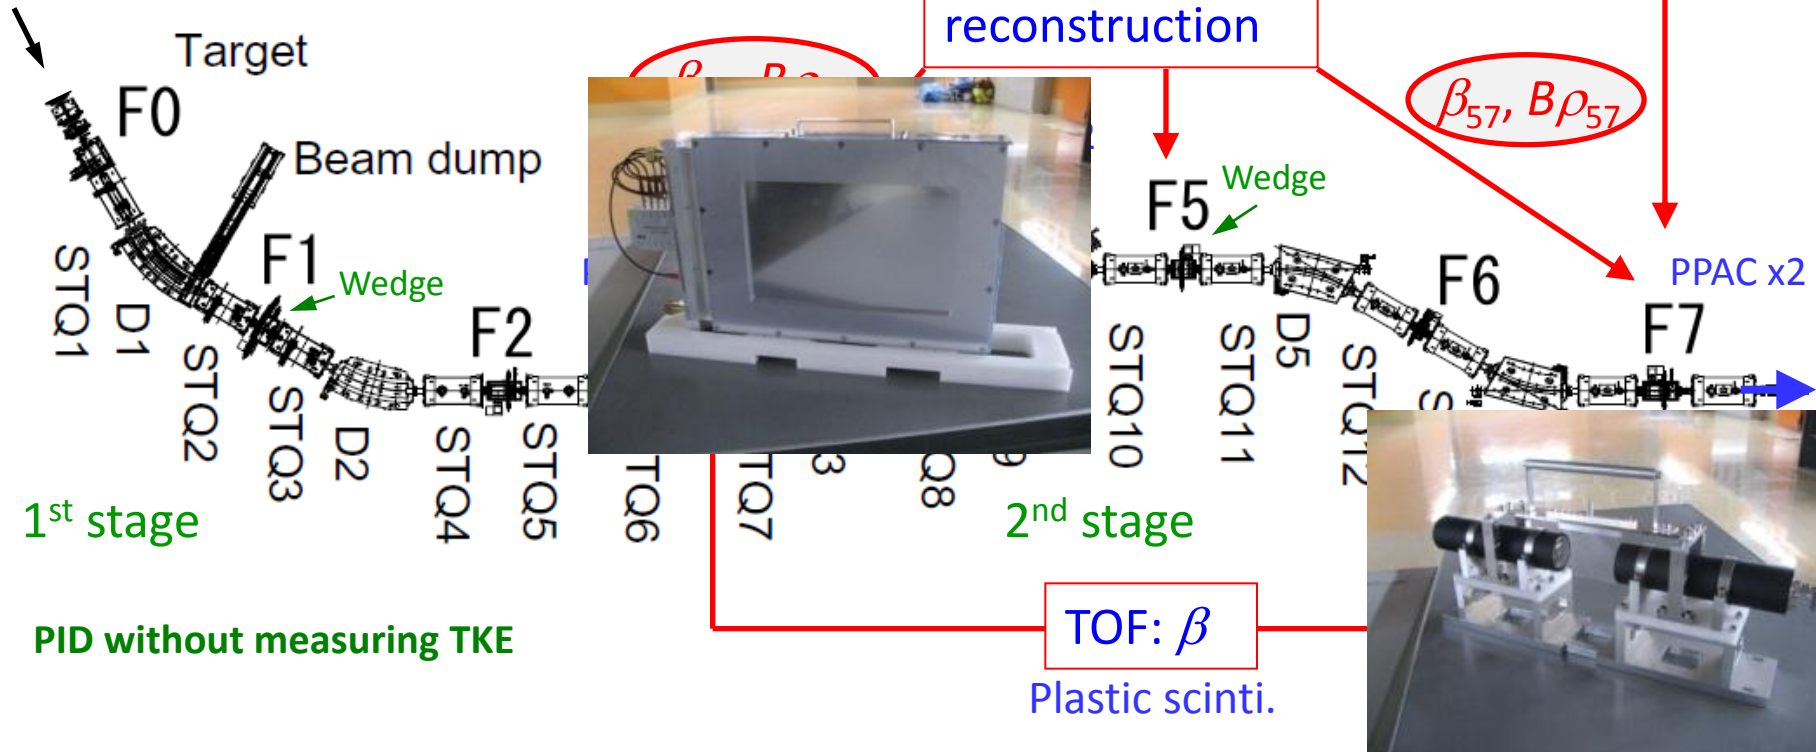 reconstruction
Target
β₅₇, Bρ₅₇
F0
Beam dump
Wedge
F5
F1
Wedge
F6
PPAC x2
F2
F7
STQ1
D1
STQ2
STQ3
D2
STQ4
STQ5
TQ6
TQ7
3
Q8
9
STQ10
STQ11
D5
STQ12
1st stage
2nd stage
TOF: β
PID without measuring TKE
Plastic scinti.